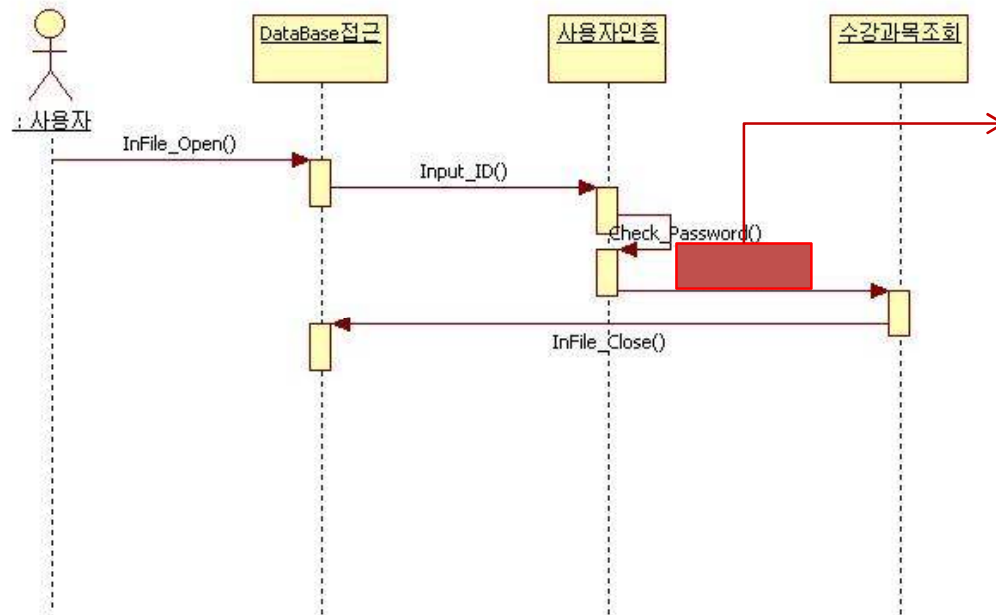 DataBase접근
사용자인증
수강과목조회
: 사용자
InFile_Open()
Input_ID()
Check_Password()
InFile_Close()